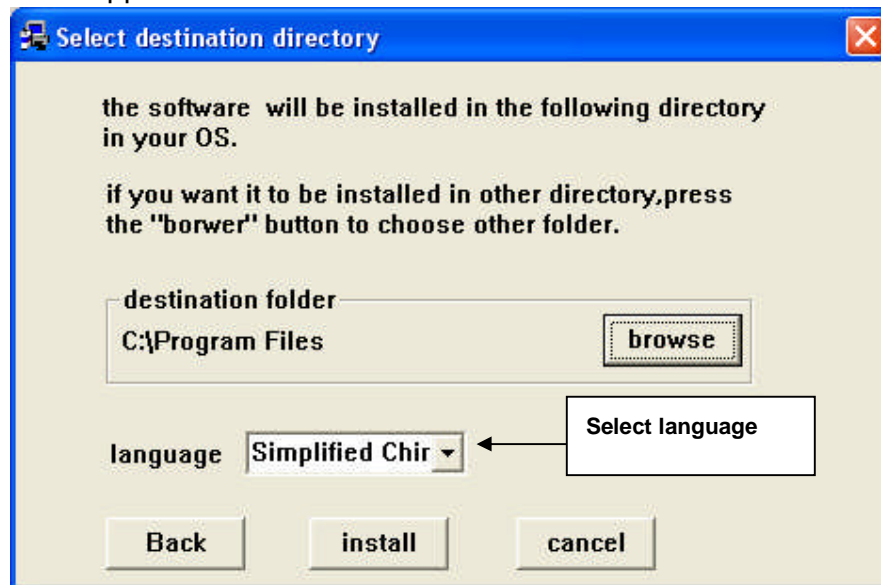 Select destination directory
the software  will be installed in the following directory
in your OS.
if you want it to be installed in other directory,press
the "borwer" button to choose other folder.
destination folder
C:\Program Files
browse
language
Simplified Chir
Select language
Back
install
cancel